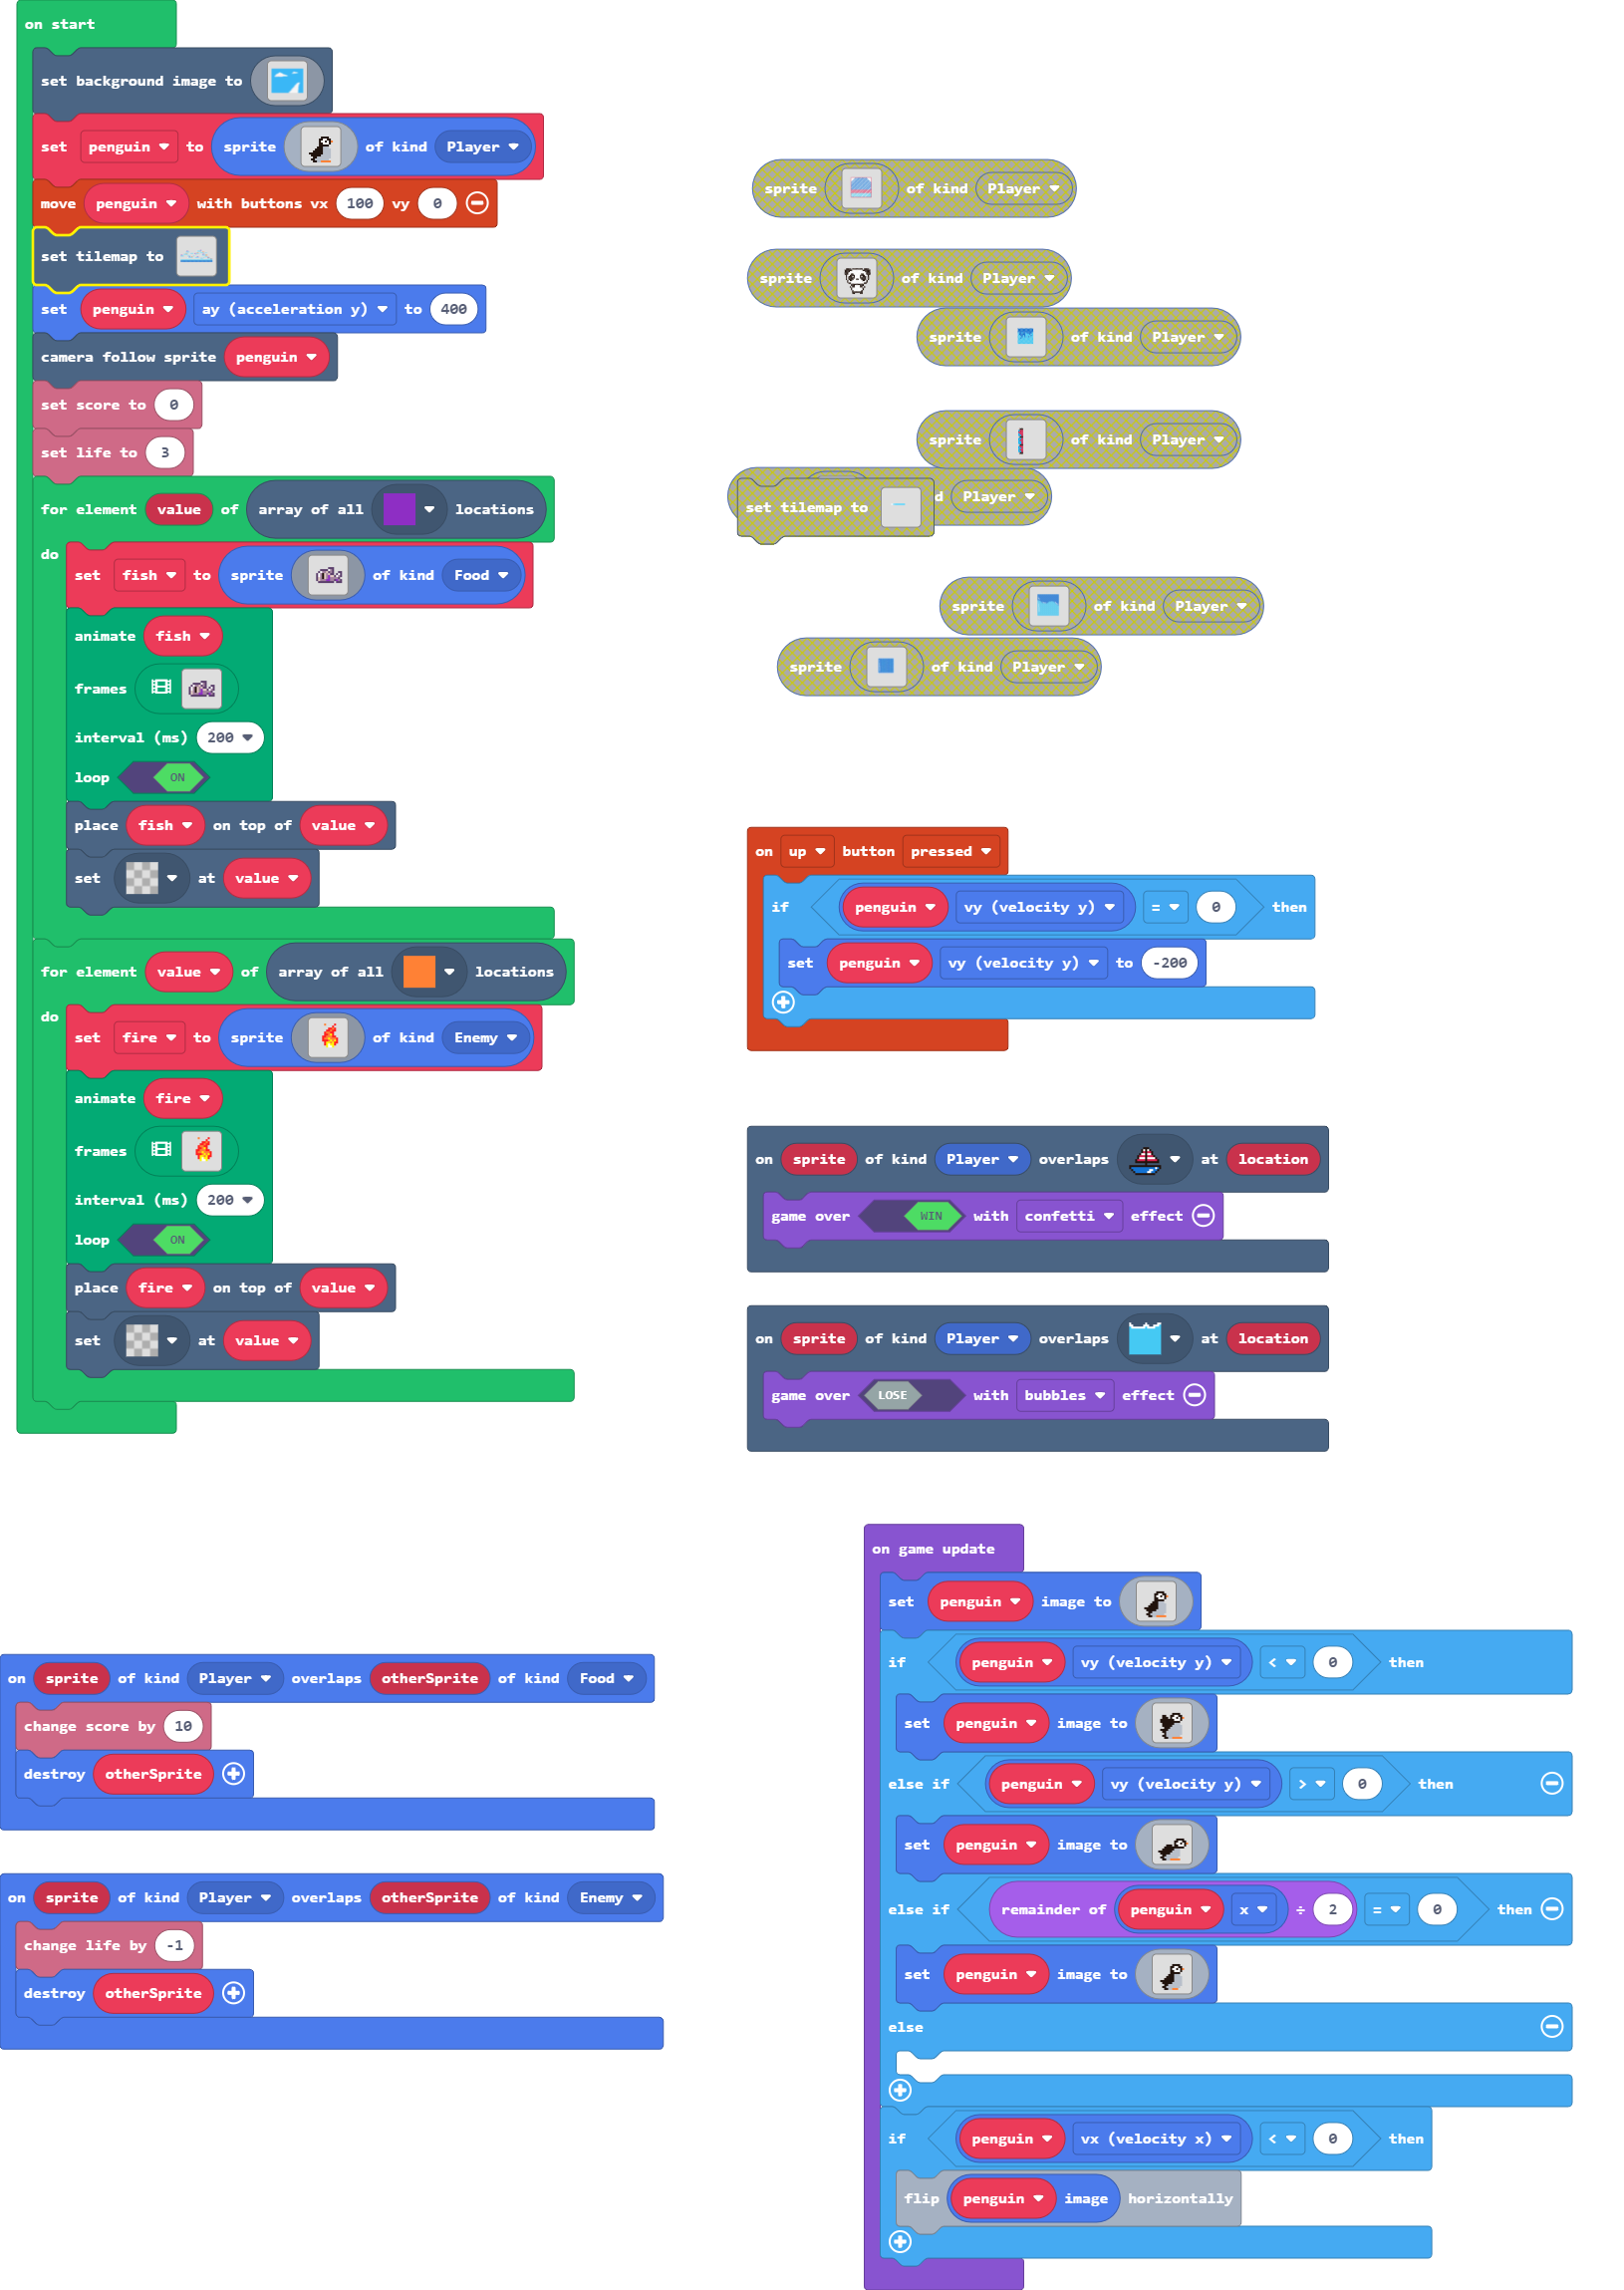 on start
set background image to
set penguin to sprite of kind Player
move penguin with buttons vx 100 vy 0
set tilemap to
set penguin ay (acceleration y) to 400
camera follow sprite penguin
set score to 0
set life to 3
for element value of array of all locations
do
set fish to sprite of kind Food
animate fish
frames
interval (ms) 200
loop ON
place fish on top of value
set at value
for element value of array of all locations
do
set fire to sprite of kind Enemy
animate fire
frames
interval (ms) 200
loop ON
place fire on top of value
set at value
sprite of kind Player
sprite of kind Player
sprite of kind Player
sprite of kind Player
d Player
set tilemap to
sprite of kind Player
sprite of kind Player
on up button pressed
if penguin vy (velocity y) = 0 then
set penguin vy (velocity y) to -200
on sprite of kind Player overlaps at location
game over WIN with confetti effect
on sprite of kind Player overlaps at location
game over LOSE with bubbles effect
on sprite of kind Player overlaps otherSprite of kind Food
change score by 10
destroy otherSprite
on sprite of kind Player overlaps otherSprite of kind Enemy
change life by -1
destroy otherSprite
on game update
set penguin image to
if penguin vy (velocity y) < 0 then
set penguin image to
else if penguin vy (velocity y) > 0 then
set penguin image to
else if remainder of penguin x ÷ 2 = 0 then
set penguin image to
else
if penguin vx (velocity x) < 0 then
flip penguin image horizontally